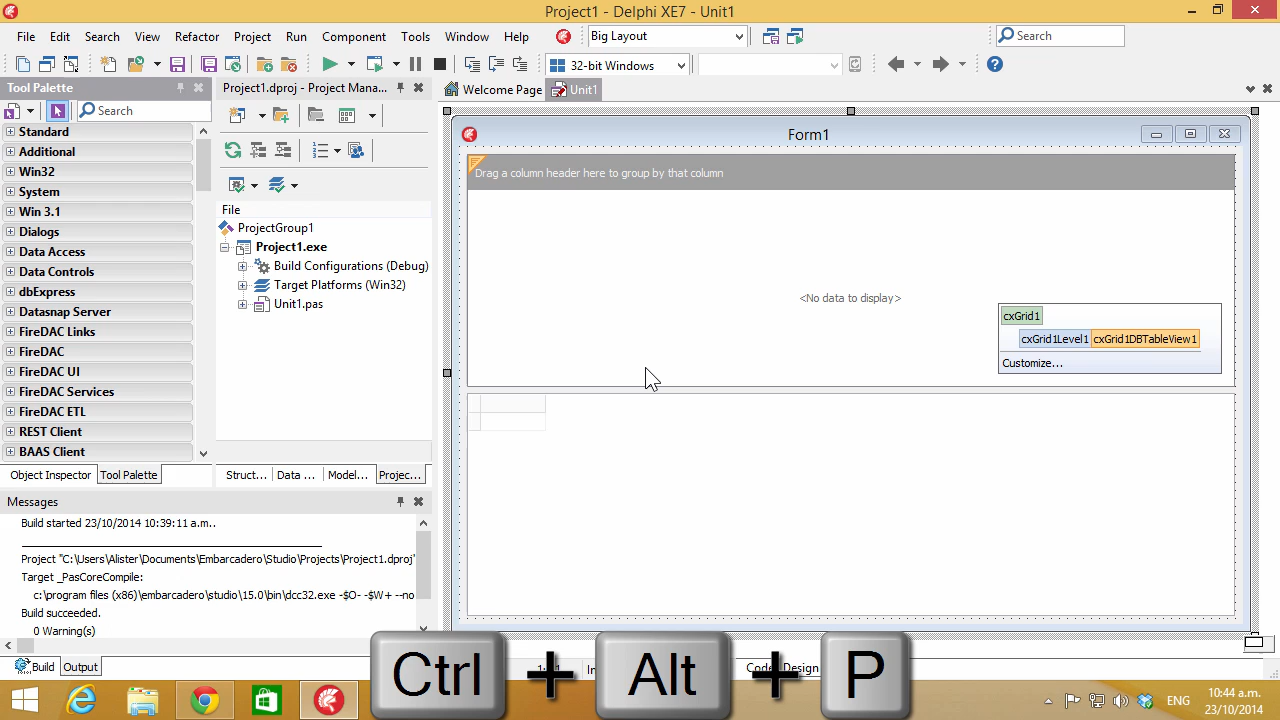 Project1 - Delphi XE7 - Unit1
File Edit Search View Refactor Project Run Component Tools Window Help Big Layout Search
32-bit Windows
Tool Palette
Search
Standard
Additional
Win32
System
Win 3.1
Dialogs
Data Access
Data Controls
dbExpress
Datasnap Server
FireDAC Links
FireDAC
FireDAC UI
FireDAC Services
FireDAC ETL
REST Client
BAAS Client
Object Inspector Tool Palette
Project1.dproj - Project Mana...
File
ProjectGroup1
Project1.exe
Build Configurations (Debug)
Target Platforms (Win32)
Unit1.pas
Struct... Data ... Model... Projec...
Welcome Page Unit1
Form1
Drag a column header here to group by that column
<No data to display>
cxGrid1
cxGrid1Level1 cxGrid1DBTableView1
Customize...
Messages
Build started 23/10/2014 10:39:11 a.m..
Project "C:\Users\Alister\Documents\Embarcadero\Studio\Projects\Project1.dproj"
Target _PasCoreCompile:
c:\program files (x86)\embarcadero\studio\15.0\bin\dcc32.exe -$O- -$W+ --no
Build succeeded.
0 Warning(s)
Build Output
Design
Ctrl + Alt + P
ENG
10:44 a.m.
23/10/2014